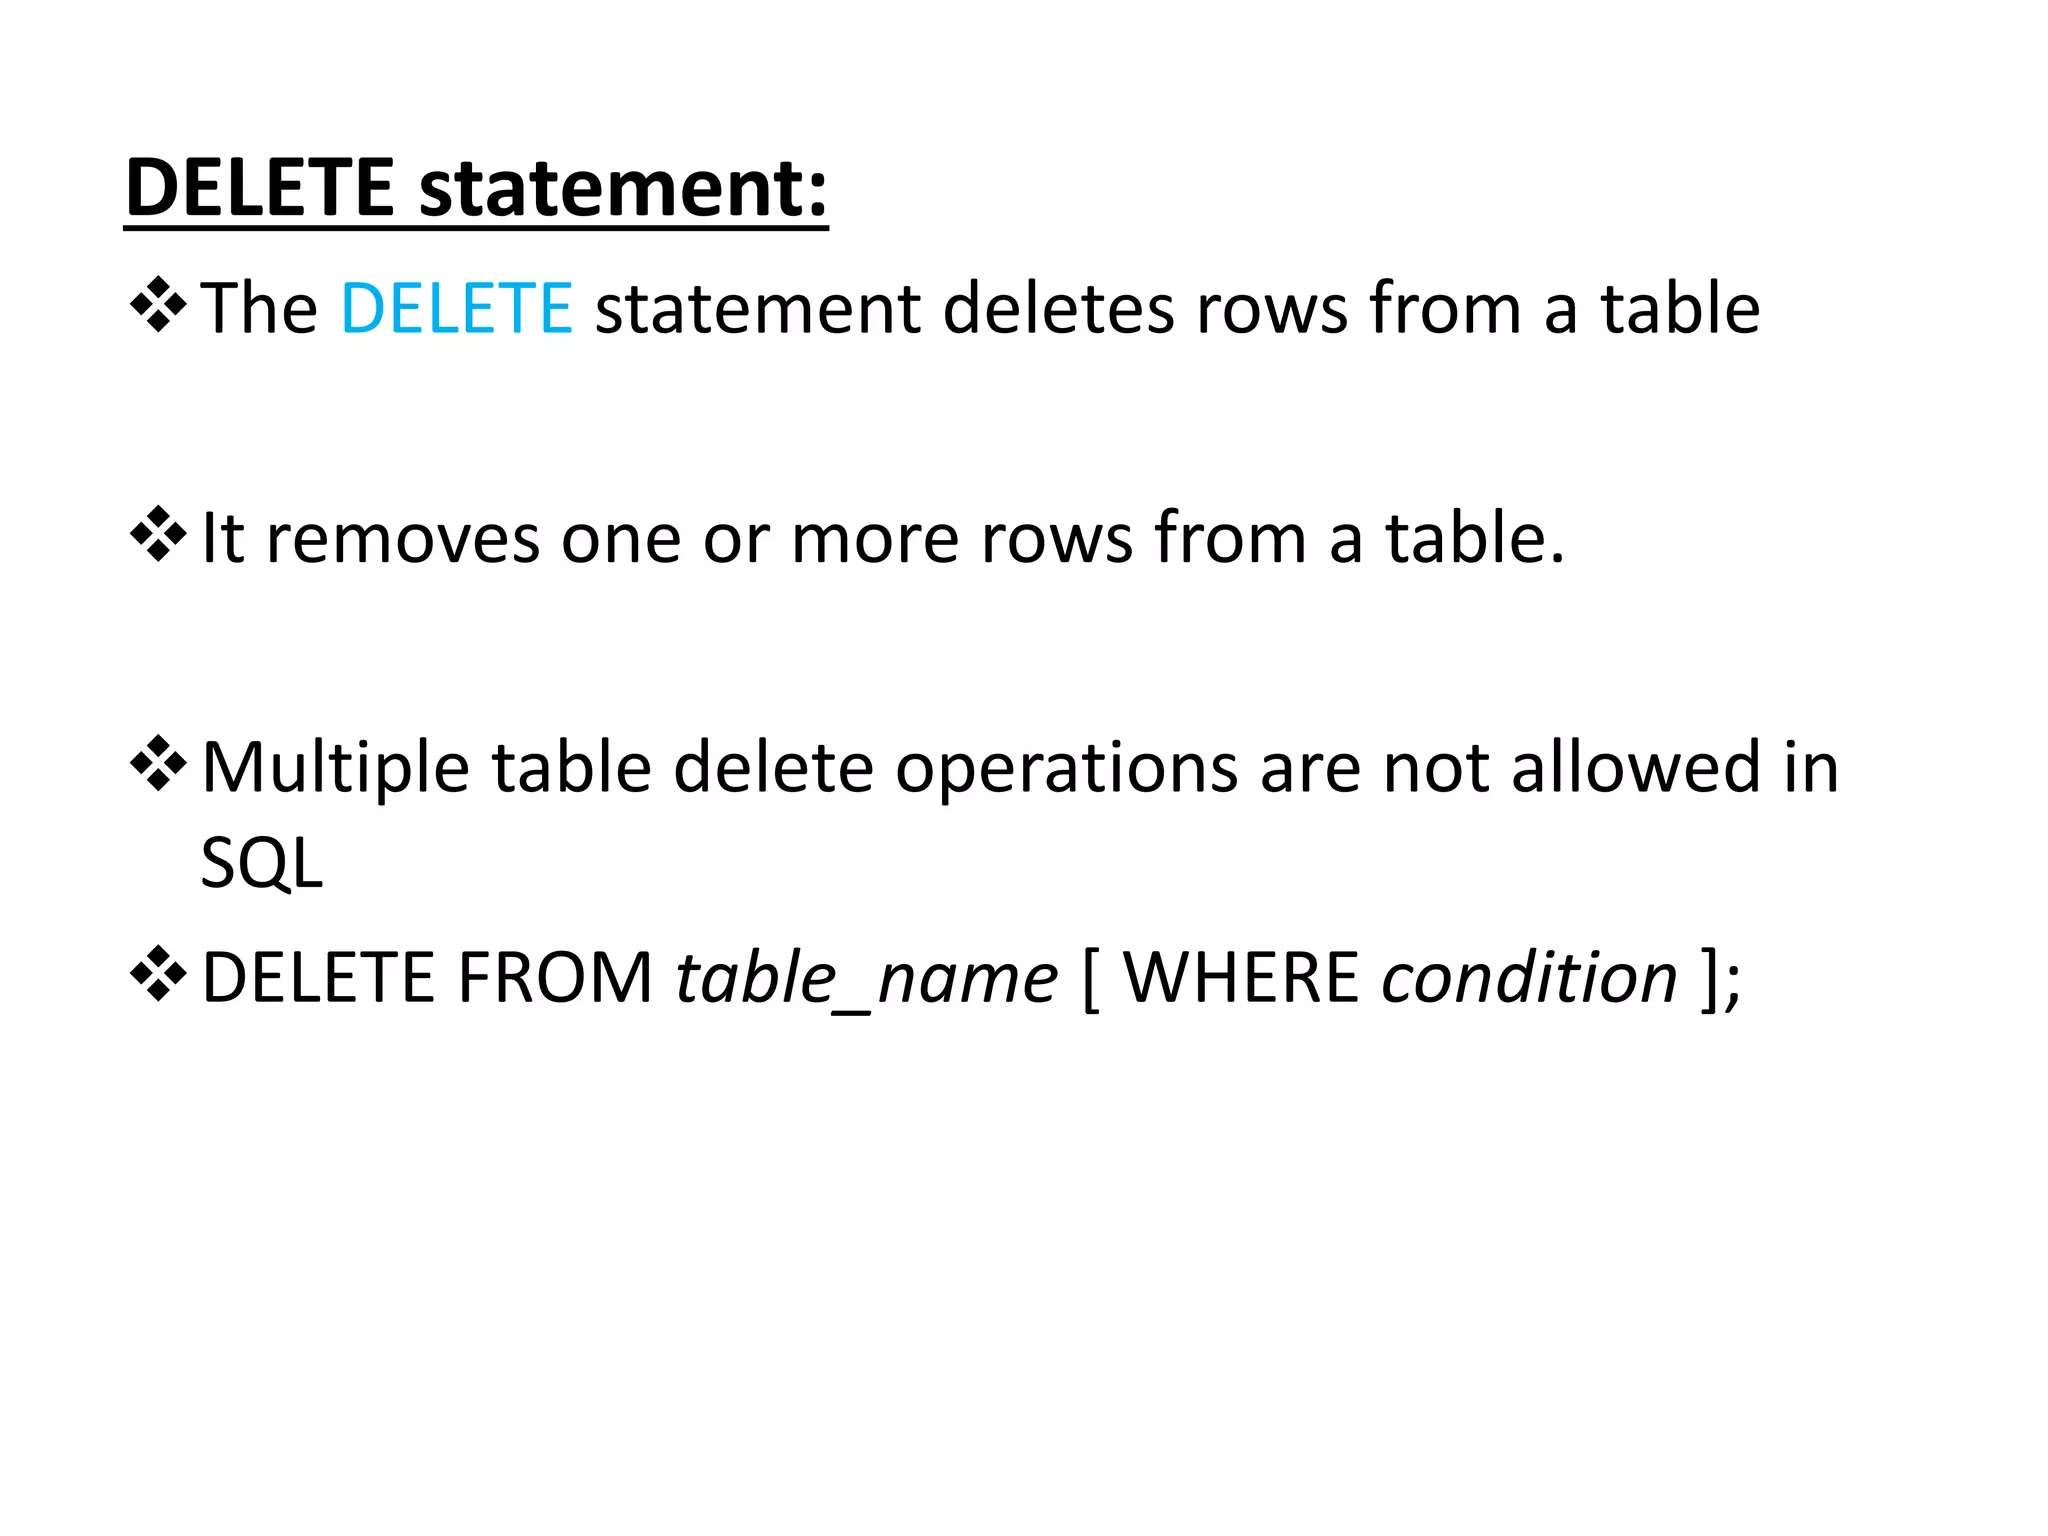 DELETE statement:
❖The DELETE statement deletes rows from a table
❖It removes one or more rows from a table.
❖Multiple table delete operations are not allowed in
SQL
❖DELETE FROM table_name [ WHERE condition ];